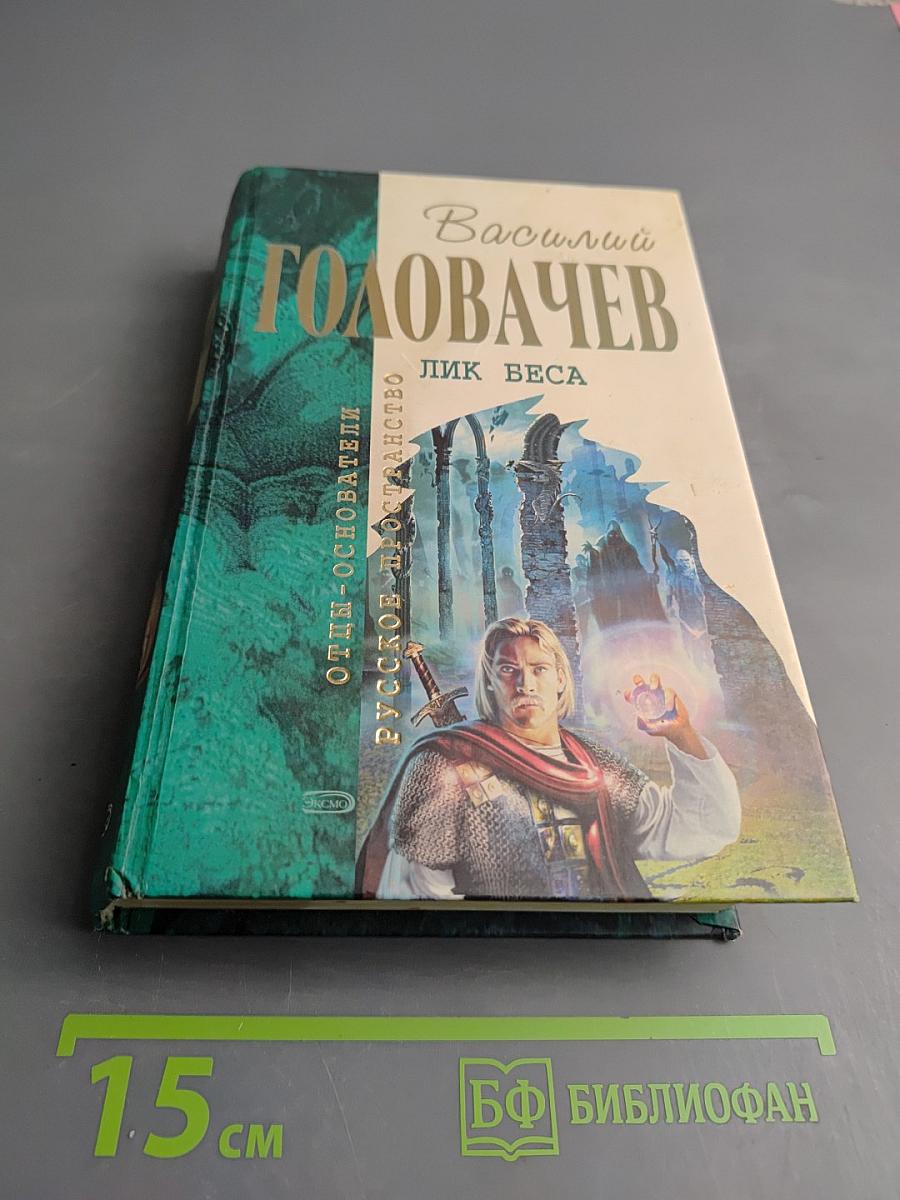 Василий
ГОЛОВАЧЕВ
ЛИК БЕСА
ОТЦЫ-ОСНОВАТЕЛИ
РУССКОЕ ПРОСТРАНСТВО
ЭКСМО
15 см
БФ БИБЛИОФАН